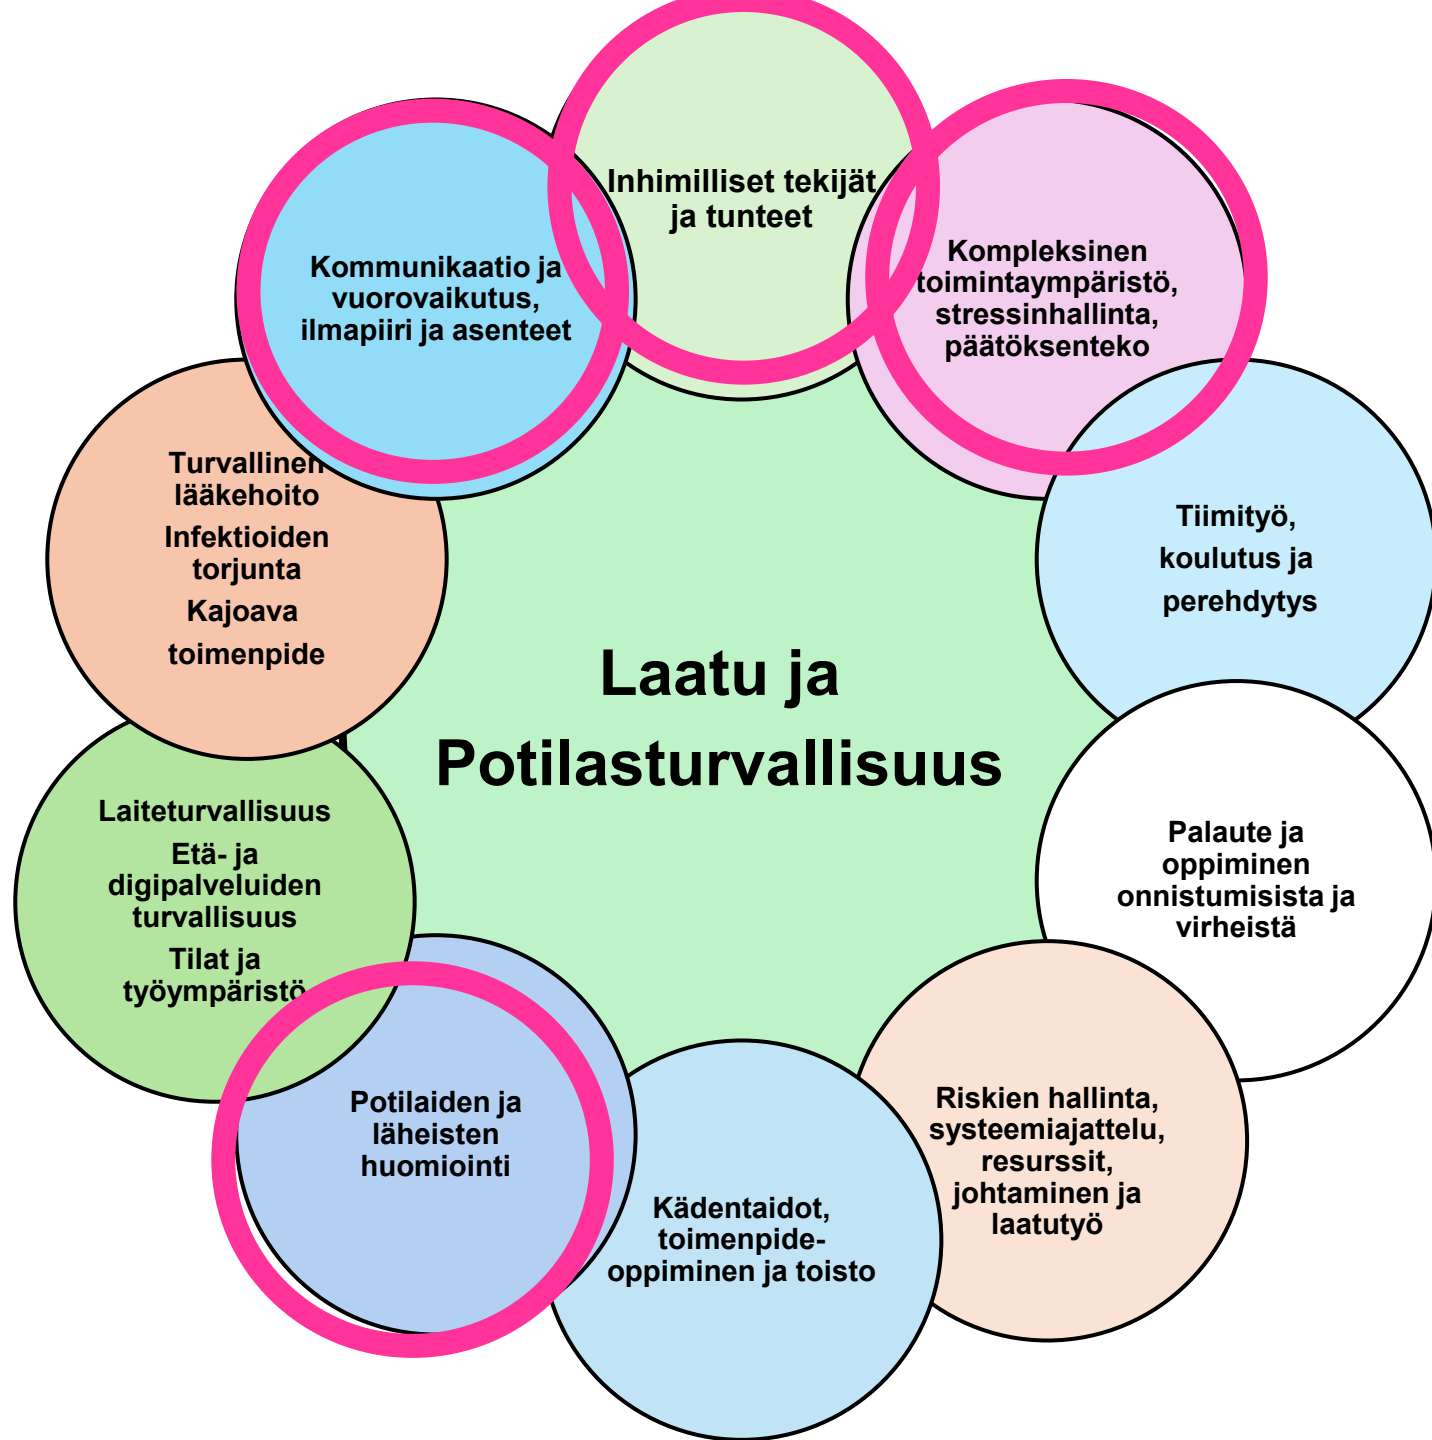 Inhimilliset tekijät
ja tunteet
Kompleksinen
toimintaympäristö,
stressinhallinta,
päätöksenteko
Tiimityö,
koulutus ja
perehdytys
Palaute ja
oppiminen
onnistumisista ja
virheistä
Riskien hallinta,
systeemiajattelu,
resurssit,
johtaminen ja
laatutyö
Kädentaidot,
toimenpide-
oppiminen ja toisto
Potilaiden ja
läheisten
huomiointi
Laiteturvallisuus
Etä- ja
digipalveluiden
turvallisuus
Tilat ja
työympäristö
Turvallinen
lääkehoito
Infektioiden
torjunta
Kajoava
toimenpide
Kommunikaatio ja
vuorovaikutus,
ilmapiiri ja asenteet
Laatu ja
Potilasturvallisuus